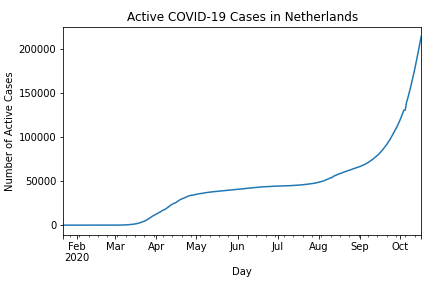 Active COVID-19 Cases in Netherlands
Number of Active Cases
200000
150000
100000
50000
0
Feb Mar Apr May Jun Jul Aug Sep Oct
2020
Day